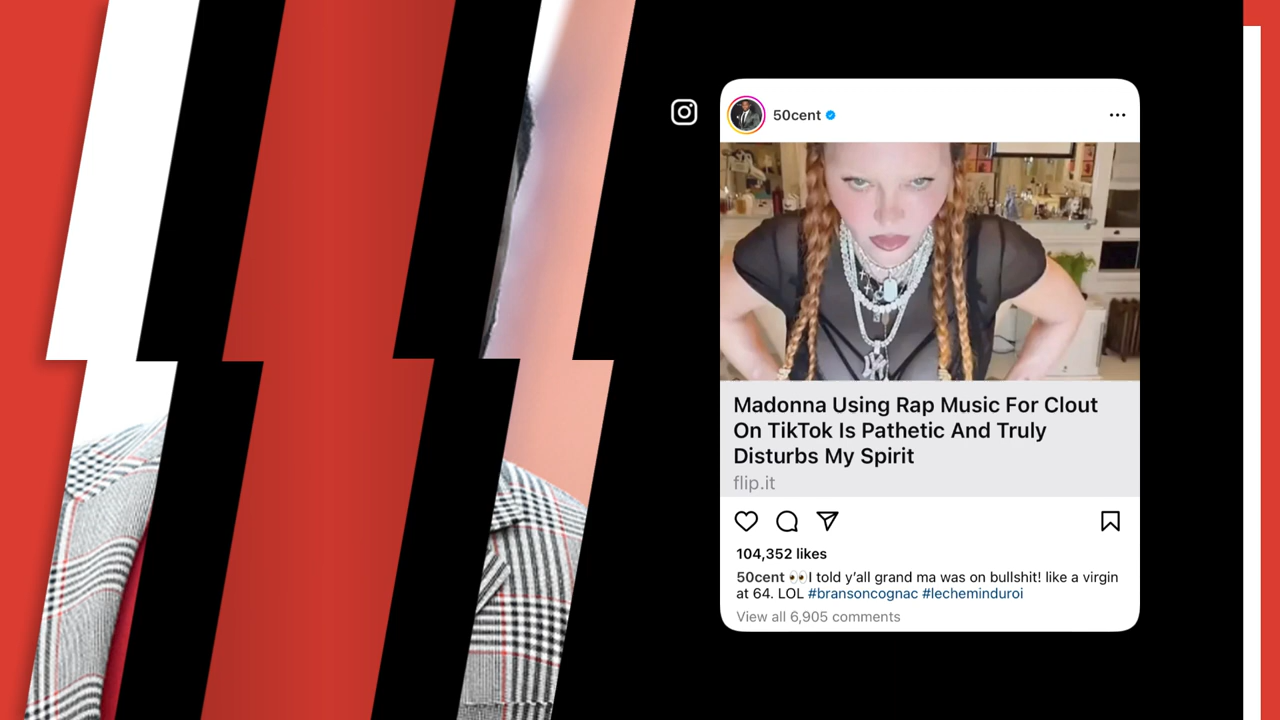 50cent
Madonna Using Rap Music For Clout
On TikTok Is Pathetic And Truly
Disturbs My Spirit
flip.it
104,352 likes
50cent 👀I told y'all grand ma was on bullshit! like a virgin
at 64. LOL #bransoncognac #lecheminduroi
View all 6,905 comments